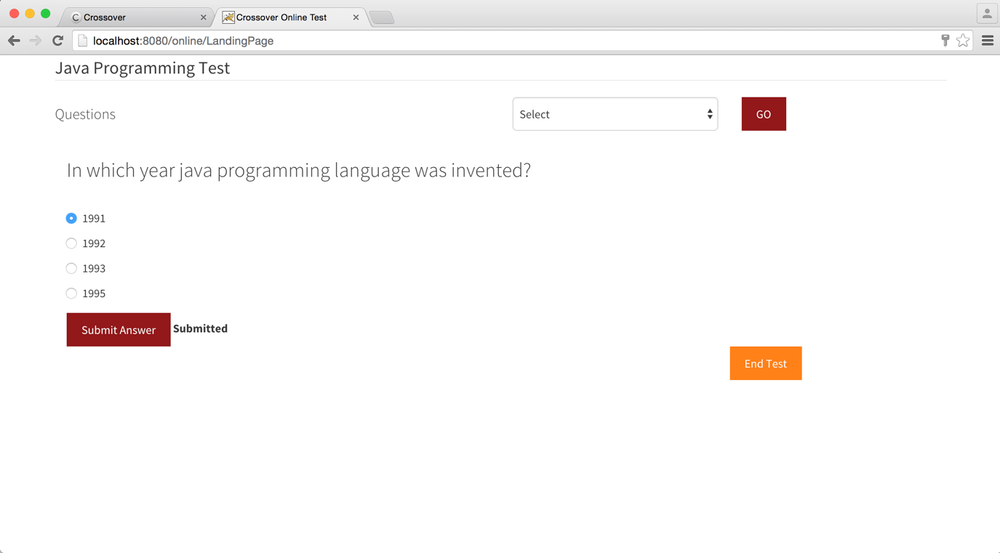 Crossover
Crossover Online Test
localhost:8080/online/LandingPage
Java Programming Test
Questions
Select
GO
In which year java programming language was invented?
1991
1992
1993
1995
Submit Answer Submitted
End Test